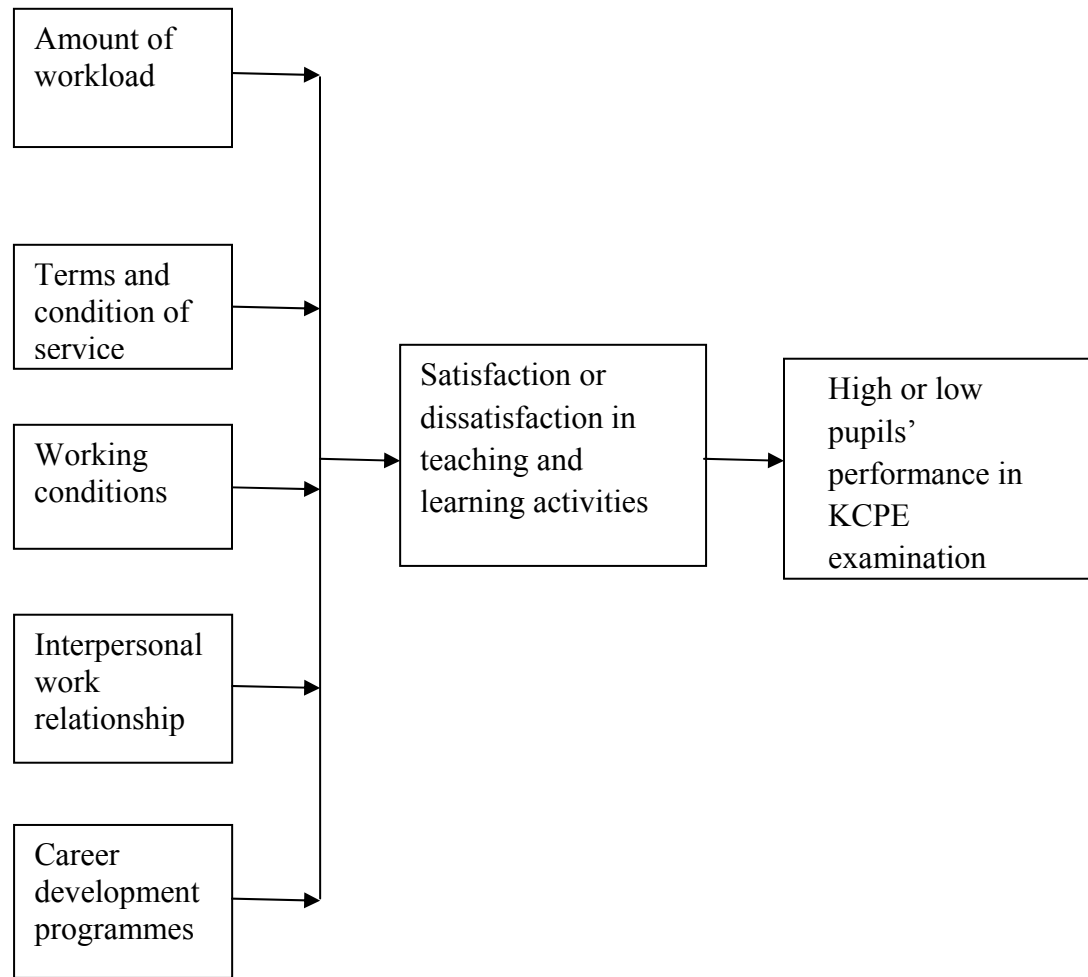 Amount of
workload
Terms and
condition of
service
Working
conditions
Interpersonal
work
relationship
Career
development
programmes
Satisfaction or
dissatisfaction in
teaching and
learning activities
High or low
pupils’
performance in
KCPE
examination